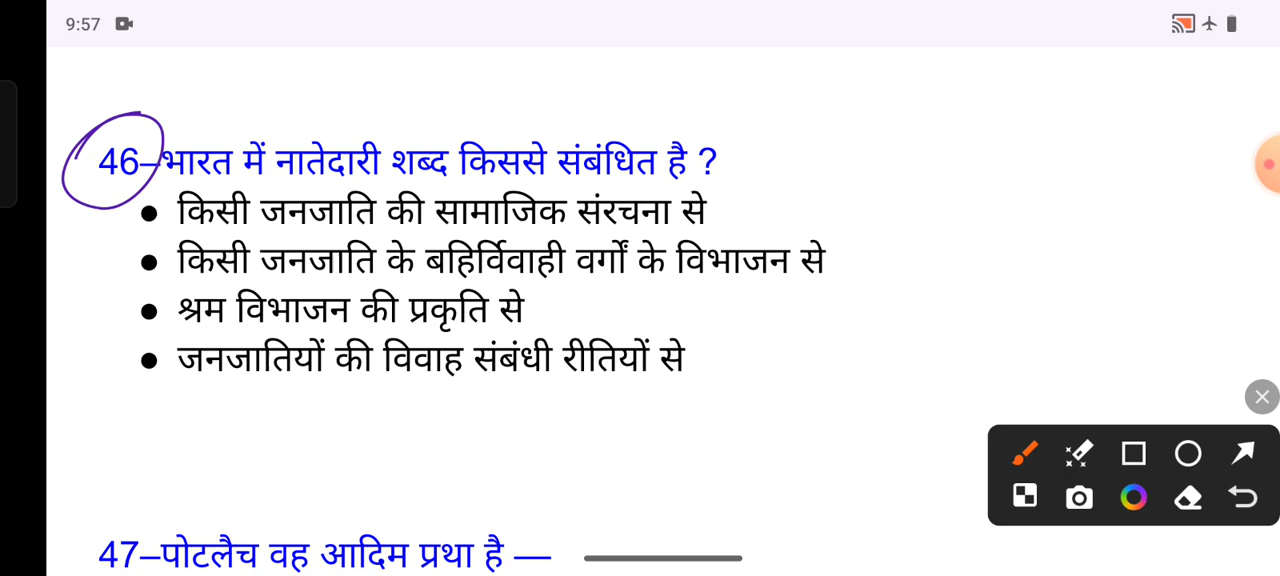 9:57
46–भारत में नातेदारी शब्द किससे संबंधित है ?
● किसी जनजाति की सामाजिक संरचना से
● किसी जनजाति के बहिर्विवाही वर्गों के विभाजन से
● श्रम विभाजन की प्रकृति से
● जनजातियों की विवाह संबंधी रीतियों से
47–पोटलैच वह आदिम प्रथा है —